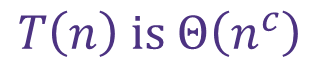 T(n) is Θ(n^c)